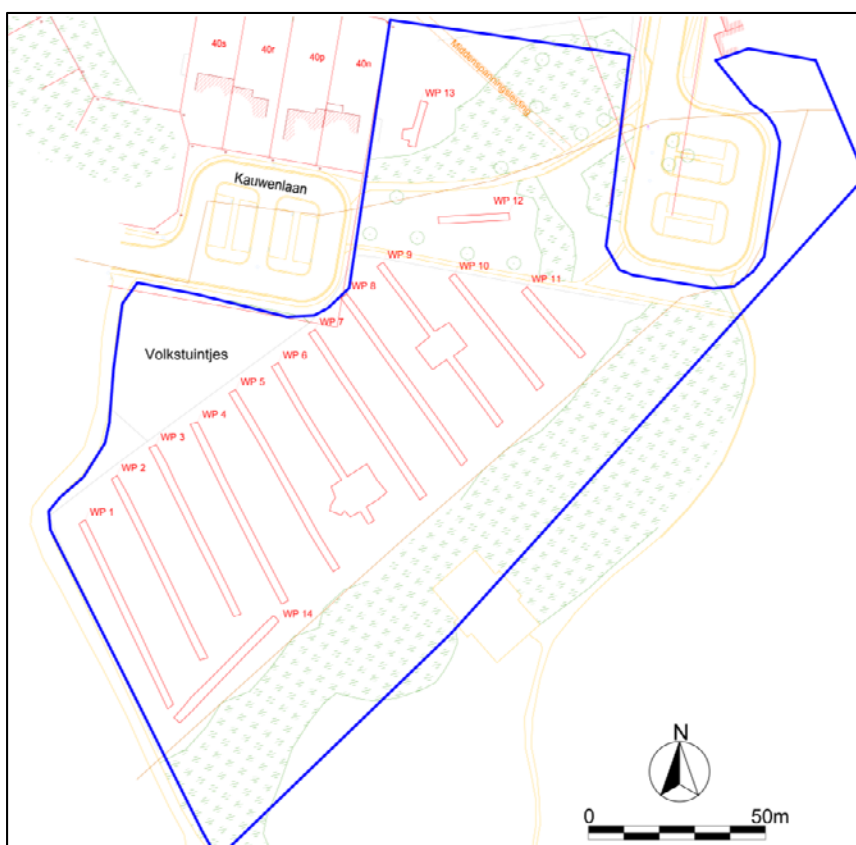 40s
40r
40p
40n
Middenspanningsleiding
WP 13
Kauwenlaan
WP 12
WP 9
WP 10
WP 11
WP 8
WP 7
Volkstuintjes
WP 6
WP 5
WP 4
WP 3
WP 2
WP 1
WP 14
N
0 50m